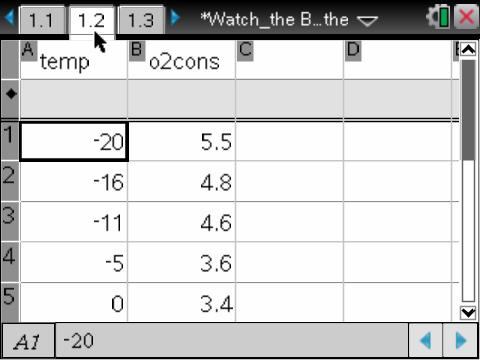 1.1 1.2 1.3 *Watch_the B...the
A temp B o2cons C D E
1 -20 5.5
2 -16 4.8
3 -11 4.6
4 -5 3.6
5 0 3.4
A1 -20